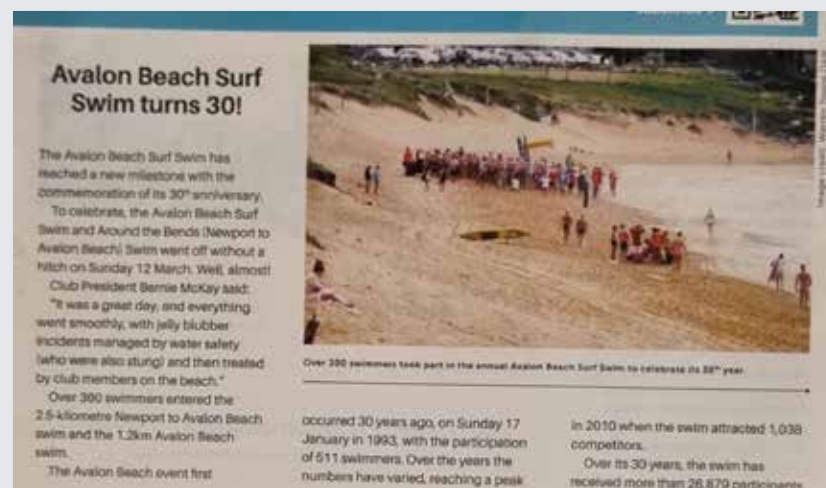 Avalon Beach Surf
Swim turns 30!
The Avalon Beach Surf Swim has
reached a new milestone with the
commemoration of its 30th anniversary.
To celebrate, the Avalon Beach Surf
Swim and Around the Bends (Newport to
Avalon Beach) Swim went off without a
hitch on Sunday 12 March. Well, almost!
Club President Bernie McKay said:
"It was a great day, and everything
went smoothly, with jelly blubber
incidents managed by water safety
(who were also stung) and then treated
by club members on the beach."
Over 360 swimmers entered the
2.5-kilometre Newport to Avalon Beach
swim and the 1.2km Avalon Beach
swim.
The Avalon Beach event first
Over swimmers took part in the annual Avalon Beach Surf Swim to celebrate its year.
occurred 30 years ago, on Sunday 17
January in 1993, with the participation
of 611 swimmers. Over the years the
numbers have varied, reaching a peak
in 2010 when the swim attracted 1,038
competitors.
Over its 30 years, the swim has
received more than 26,879 participants
Image credit: Warren